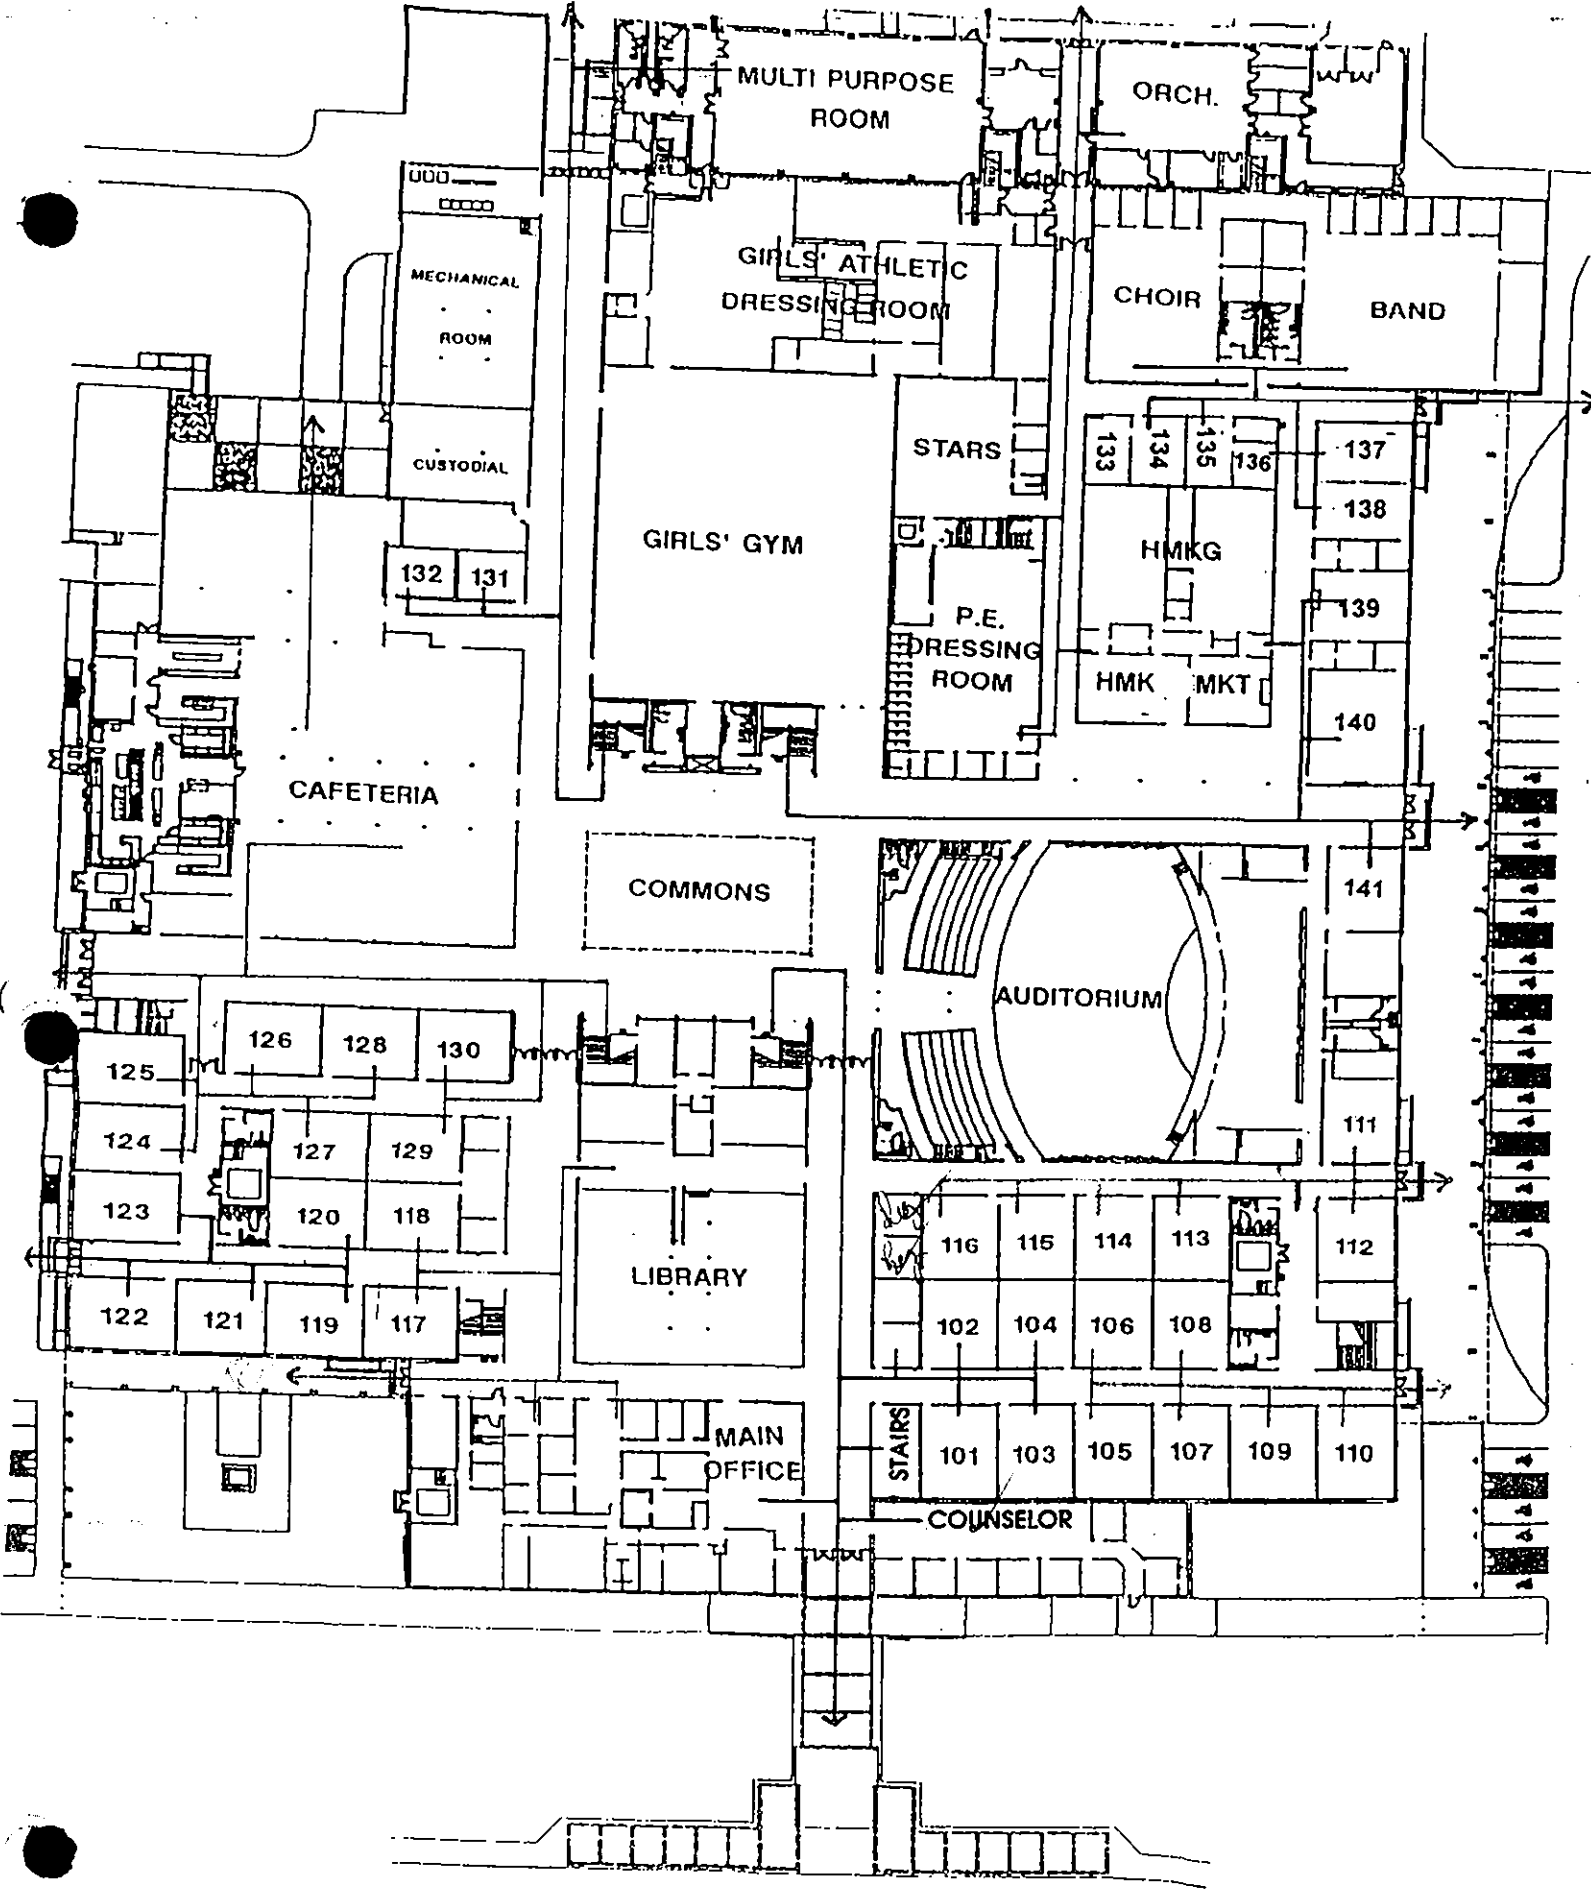 MULTI PURPOSE
ROOM
ORCH.
MECHANICAL
ROOM
GIRLS' ATHLETIC
DRESSING ROOM
CHOIR
BAND
CUSTODIAL
STARS
133
134
135
136
137
138
GIRLS' GYM
HMKG
132
131
139
P.E.
DRESSING
ROOM
HMK
MKT
140
CAFETERIA
COMMONS
141
AUDITORIUM
126
128
130
125
124
127
129
111
123
120
118
116
115
114
113
112
LIBRARY
122
121
119
117
102
104
106
108
MAIN
OFFICE
STAIRS
101
103
105
107
109
110
COUNSELOR